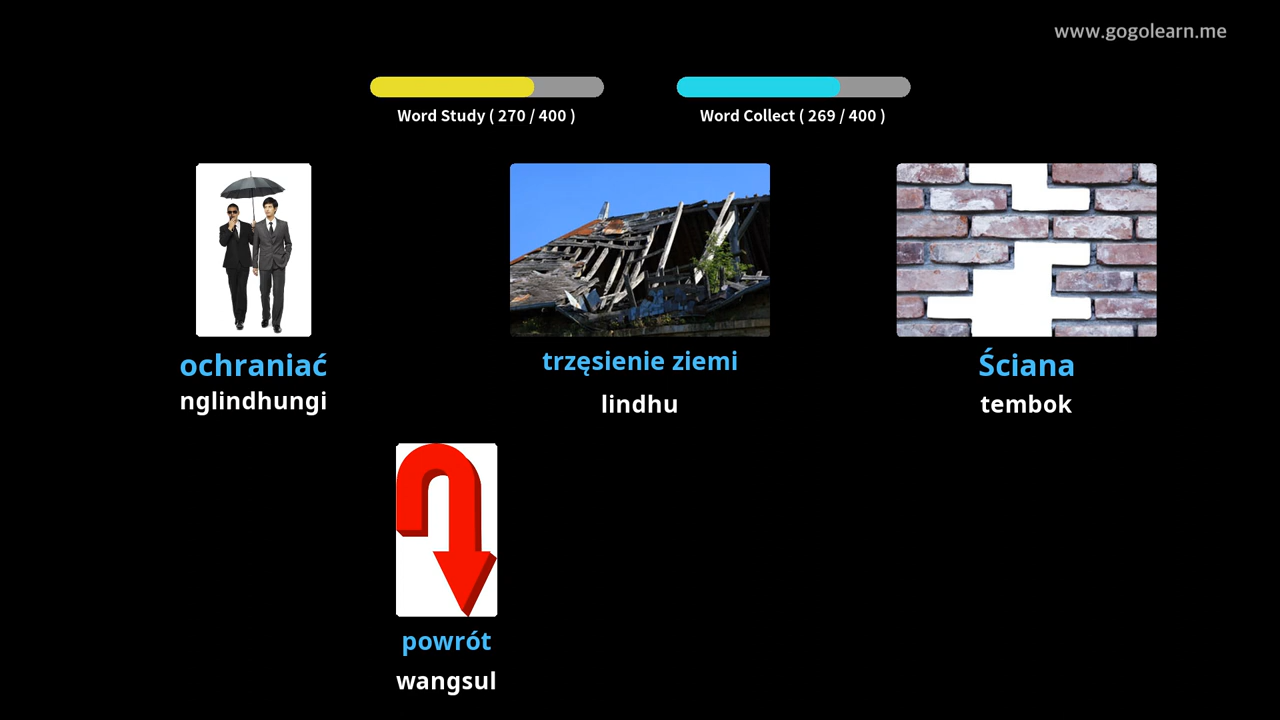 www.gogolearn.me
Word Study ( 270 / 400 )
Word Collect ( 269 / 400 )
ochraniać
nglindhungi
trzęsienie ziemi
lindhu
Ściana
tembok
powrót
wangsul